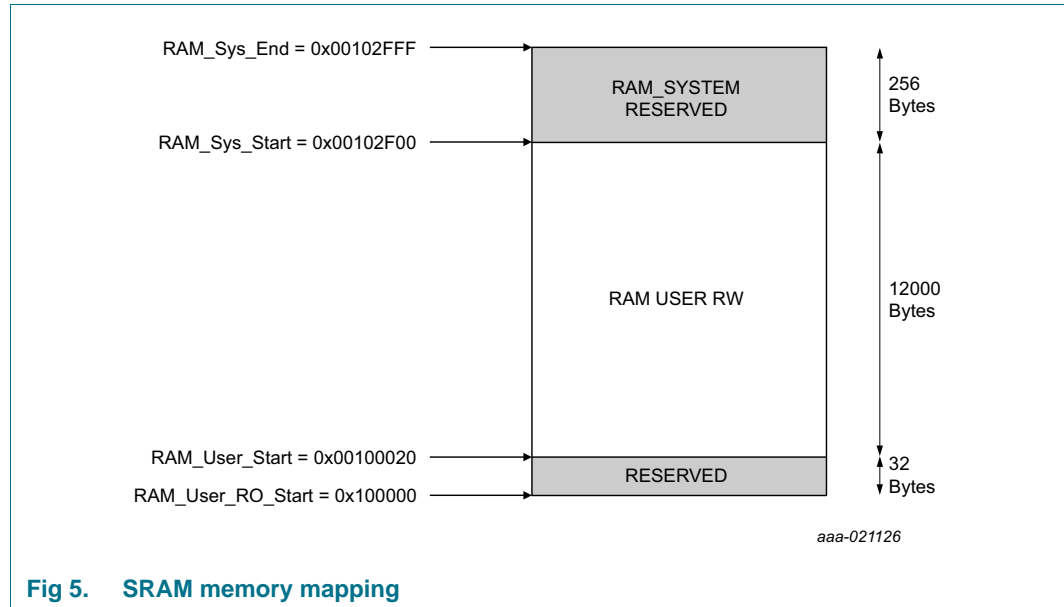 RAM_Sys_End = 0x00102FFF
RAM_SYSTEM
RESERVED
256
Bytes
RAM_Sys_Start = 0x00102F00
RAM USER RW
12000
Bytes
RAM_User_Start = 0x00100020
RESERVED
32
Bytes
RAM_User_RO_Start = 0x100000
aaa-021126
Fig 5. SRAM memory mapping